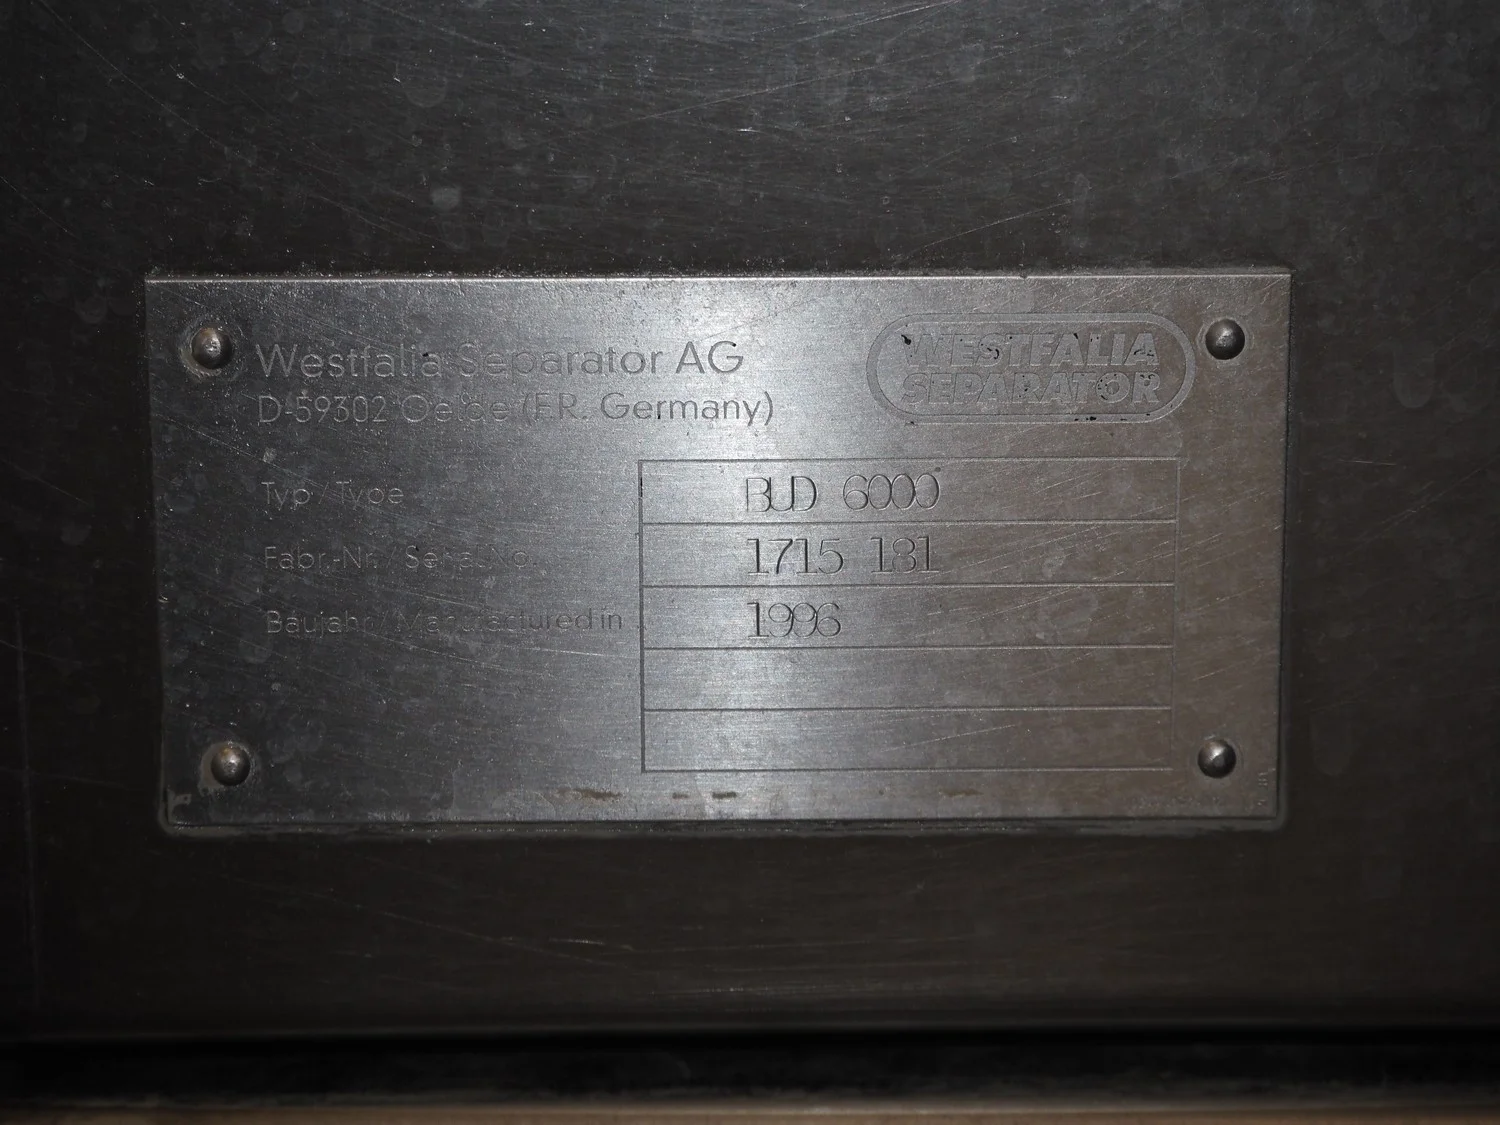 Westfalia Separator AG
D-59302 Oelde (F.R. Germany)
WESTFALIA
SEPARATOR
Typ / Type BUD 6000
Fabr.-Nr. / Serial-No. 1715 181
Baujahr / Manufactured in 1996